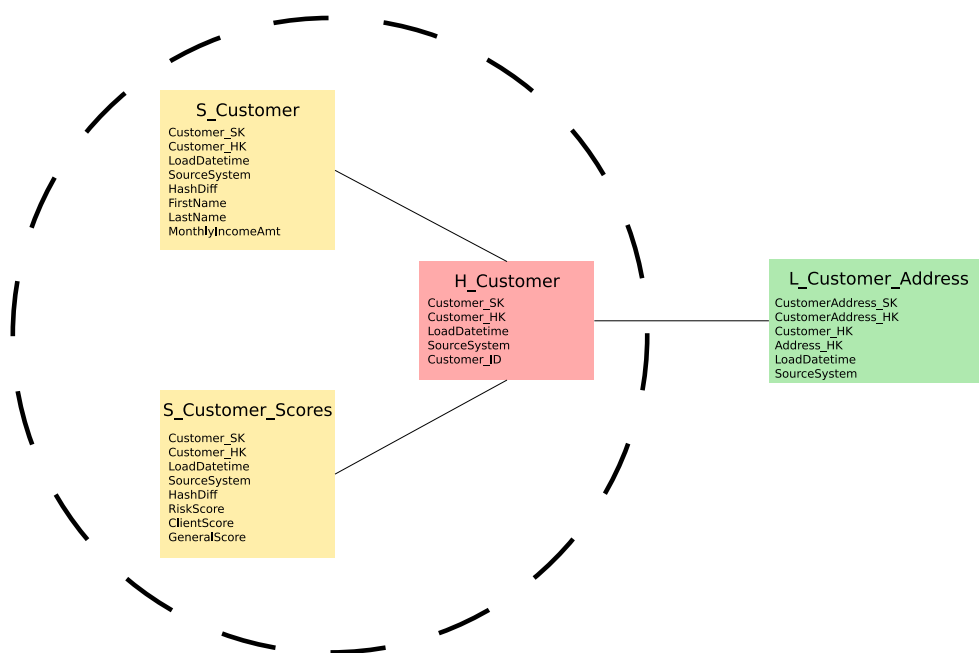 S_Customer
Customer_SK
Customer_HK
LoadDatetime
SourceSystem
HashDiff
FirstName
LastName
MonthlyIncomeAmt
H_Customer
Customer_SK
Customer_HK
LoadDatetime
SourceSystem
Customer_ID
L_Customer_Address
CustomerAddress_SK
CustomerAddress_HK
Customer_HK
Address_HK
LoadDatetime
SourceSystem
S_Customer_Scores
Customer_SK
Customer_HK
LoadDatetime
SourceSystem
HashDiff
RiskScore
ClientScore
GeneralScore